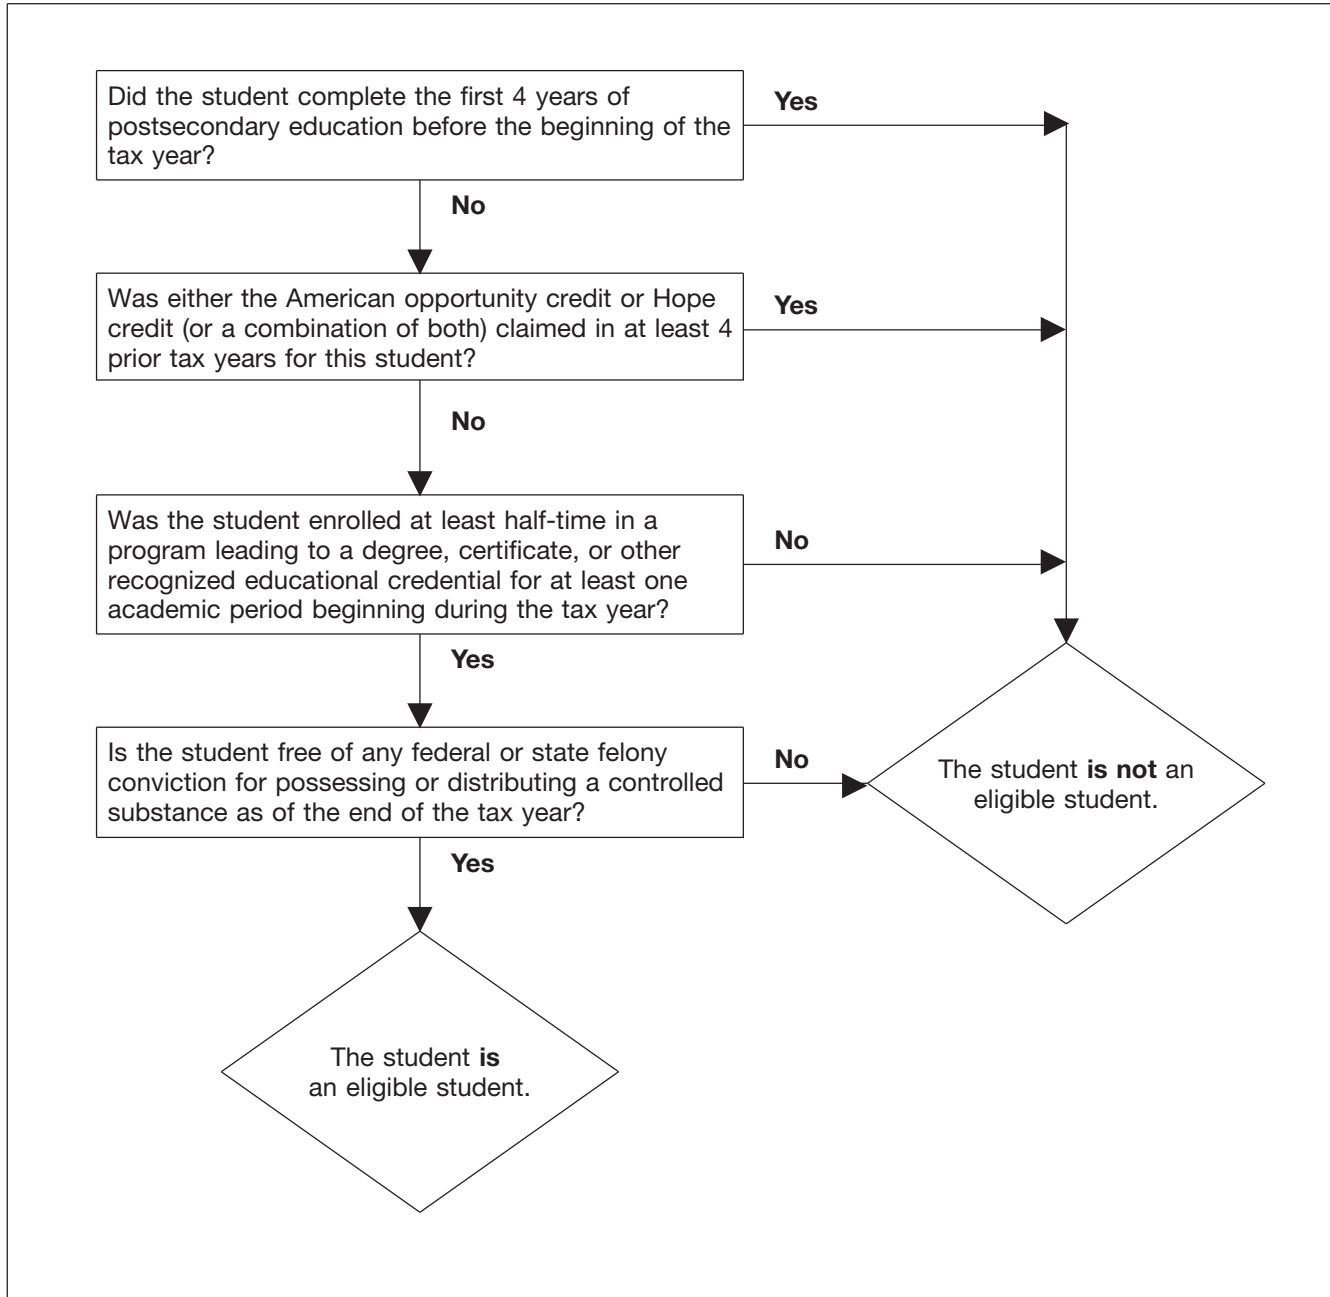 Did the student complete the first 4 years of
postsecondary education before the beginning of the
tax year?
Yes
No
Was either the American opportunity credit or Hope
credit (or a combination of both) claimed in at least 4
prior tax years for this student?
Yes
No
Was the student enrolled at least half-time in a
program leading to a degree, certificate, or other
recognized educational credential for at least one
academic period beginning during the tax year?
No
Yes
Is the student free of any federal or state felony
conviction for possessing or distributing a controlled
substance as of the end of the tax year?
No
The student is not an
eligible student.
Yes
The student is
an eligible student.